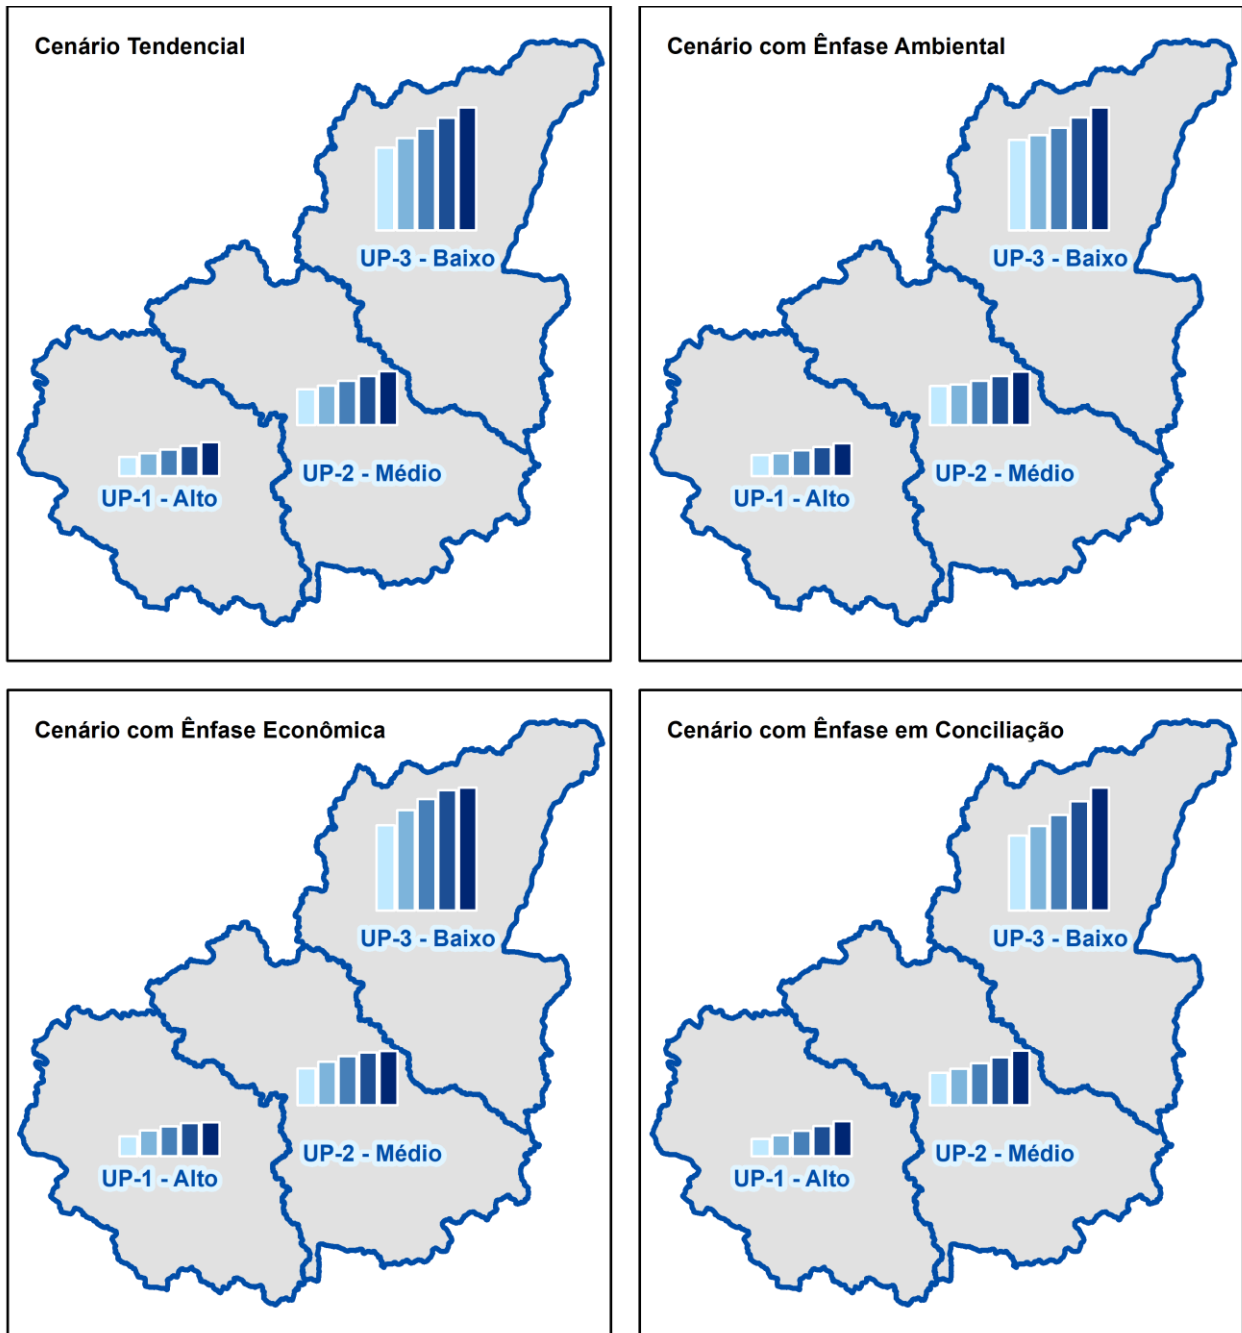 Cenário Tendencial
UP-3 - Baixo
UP-2 - Médio
UP-1 - Alto
Cenário com Ênfase Ambiental
UP-3 - Baixo
UP-2 - Médio
UP-1 - Alto
Cenário com Ênfase Econômica
UP-3 - Baixo
UP-2 - Médio
UP-1 - Alto
Cenário com Ênfase em Conciliação
UP-3 - Baixo
UP-2 - Médio
UP-1 - Alto